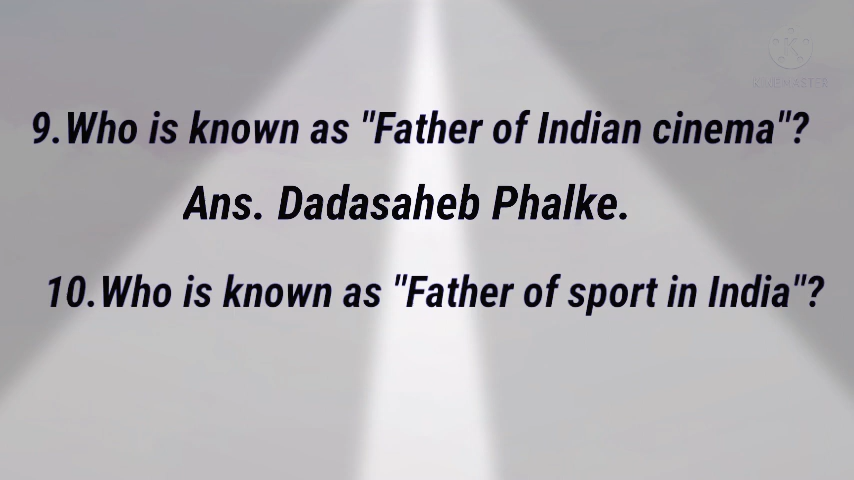 KINEMASTER
9.Who is known as "Father of Indian cinema"?
Ans. Dadasaheb Phalke.
10.Who is known as "Father of sport in India"?